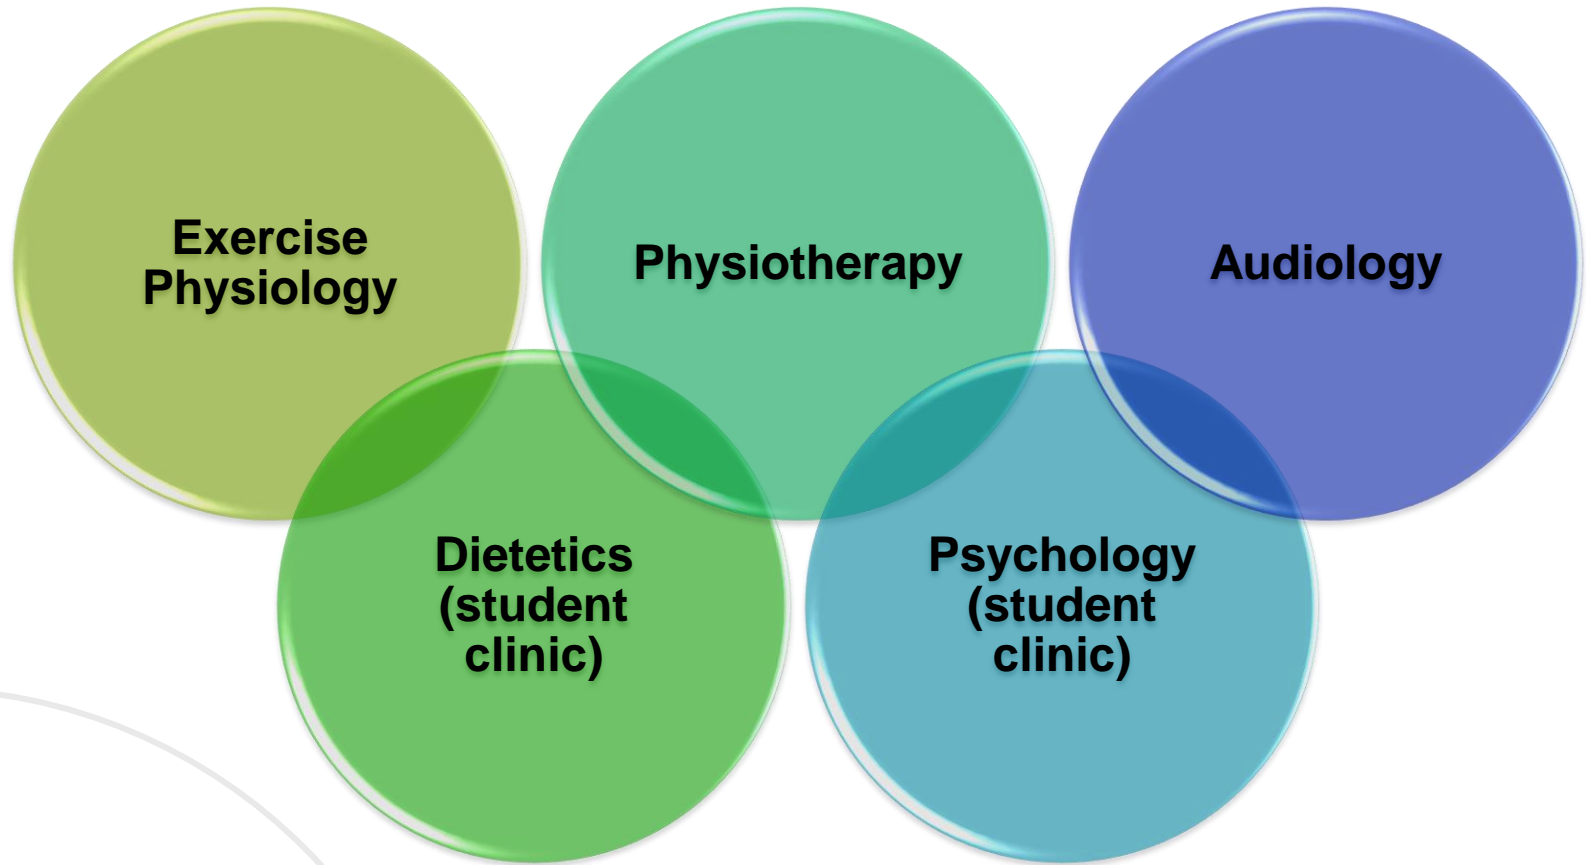 Exercise
Physiology
Physiotherapy
Audiology
Dietetics
(student
clinic)
Psychology
(student
clinic)